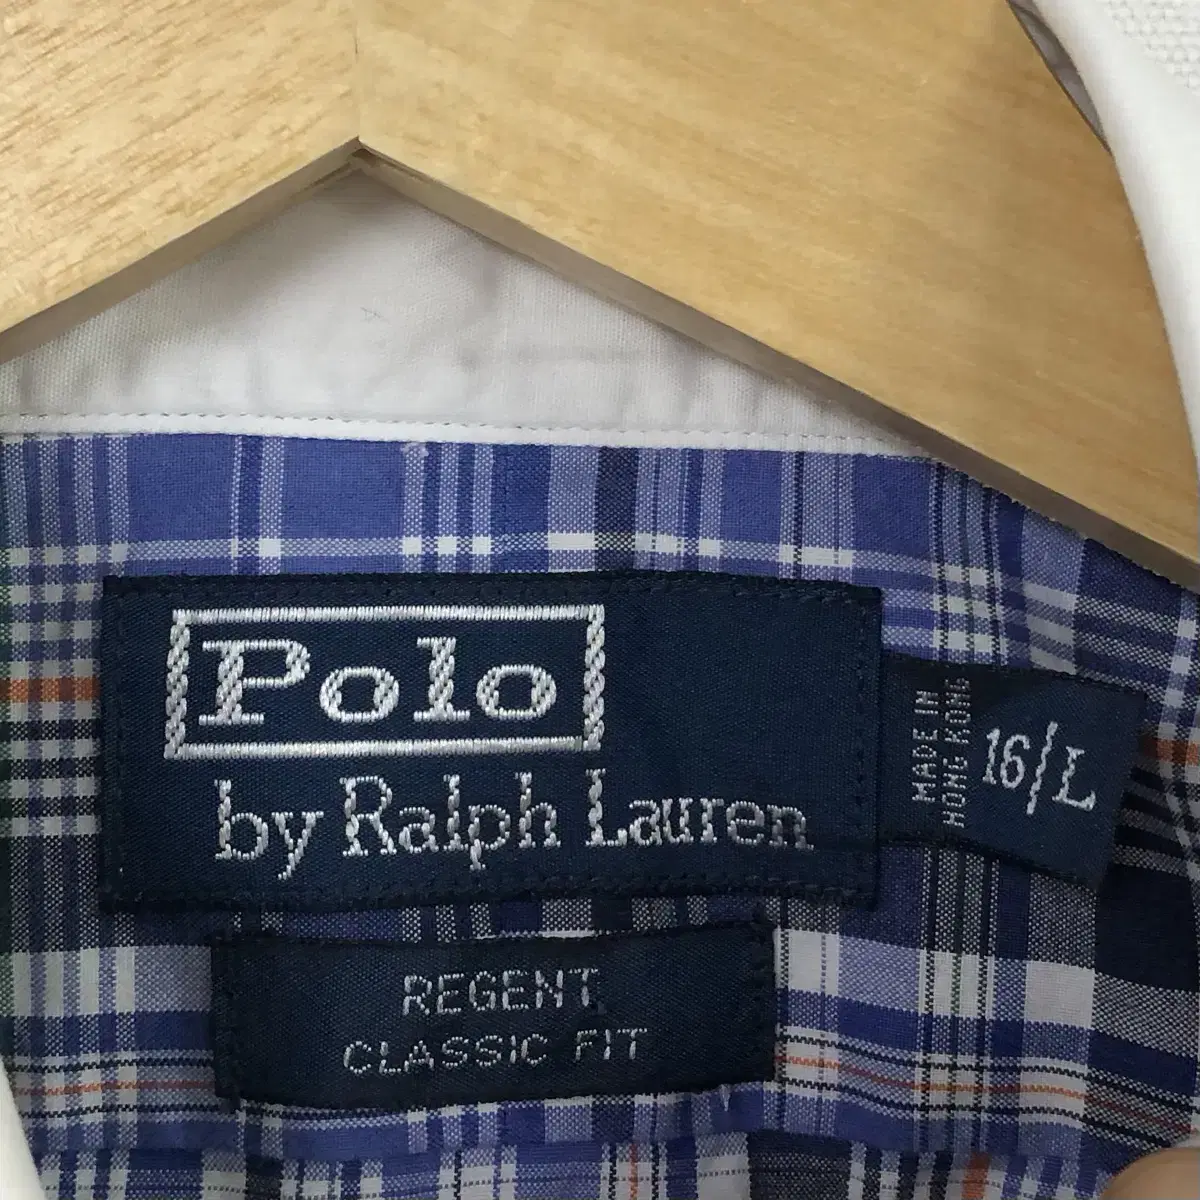 Polo
by Ralph Lauren
MADE IN
HONG KONG
16/L
REGENT
CLASSIC FIT